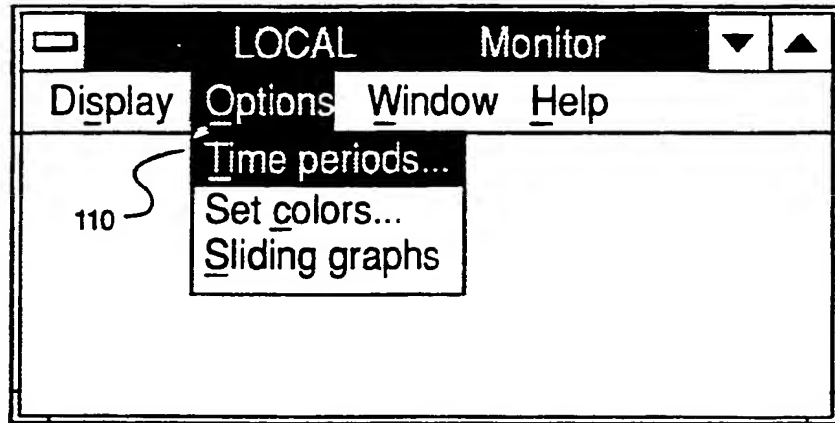 LOCAL Monitor
Display Options Window Help
Time periods...
110
Set colors...
Sliding graphs